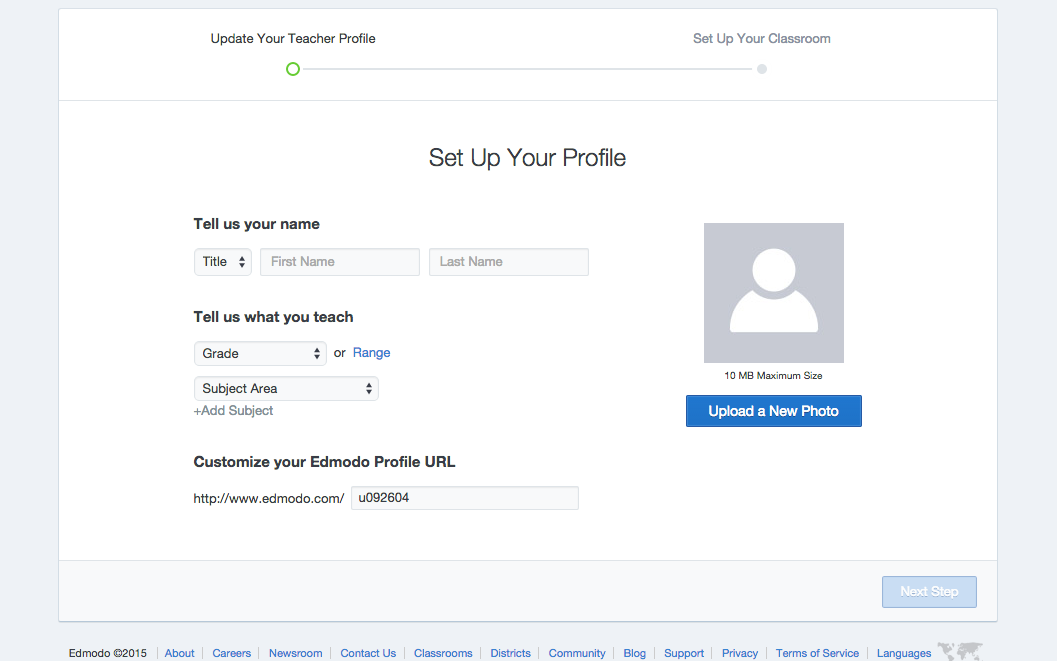 Update Your Teacher Profile
Set Up Your Classroom
Set Up Your Profile
Tell us your name
Title First Name Last Name
Tell us what you teach
Grade or Range
Subject Area
+Add Subject
10 MB Maximum Size
Upload a New Photo
Customize your Edmodo Profile URL
http://www.edmodo.com/ u092604
Next Step
Edmodo ©2015 About Careers Newsroom Contact Us Classrooms Districts Community Blog Support Privacy Terms of Service Languages